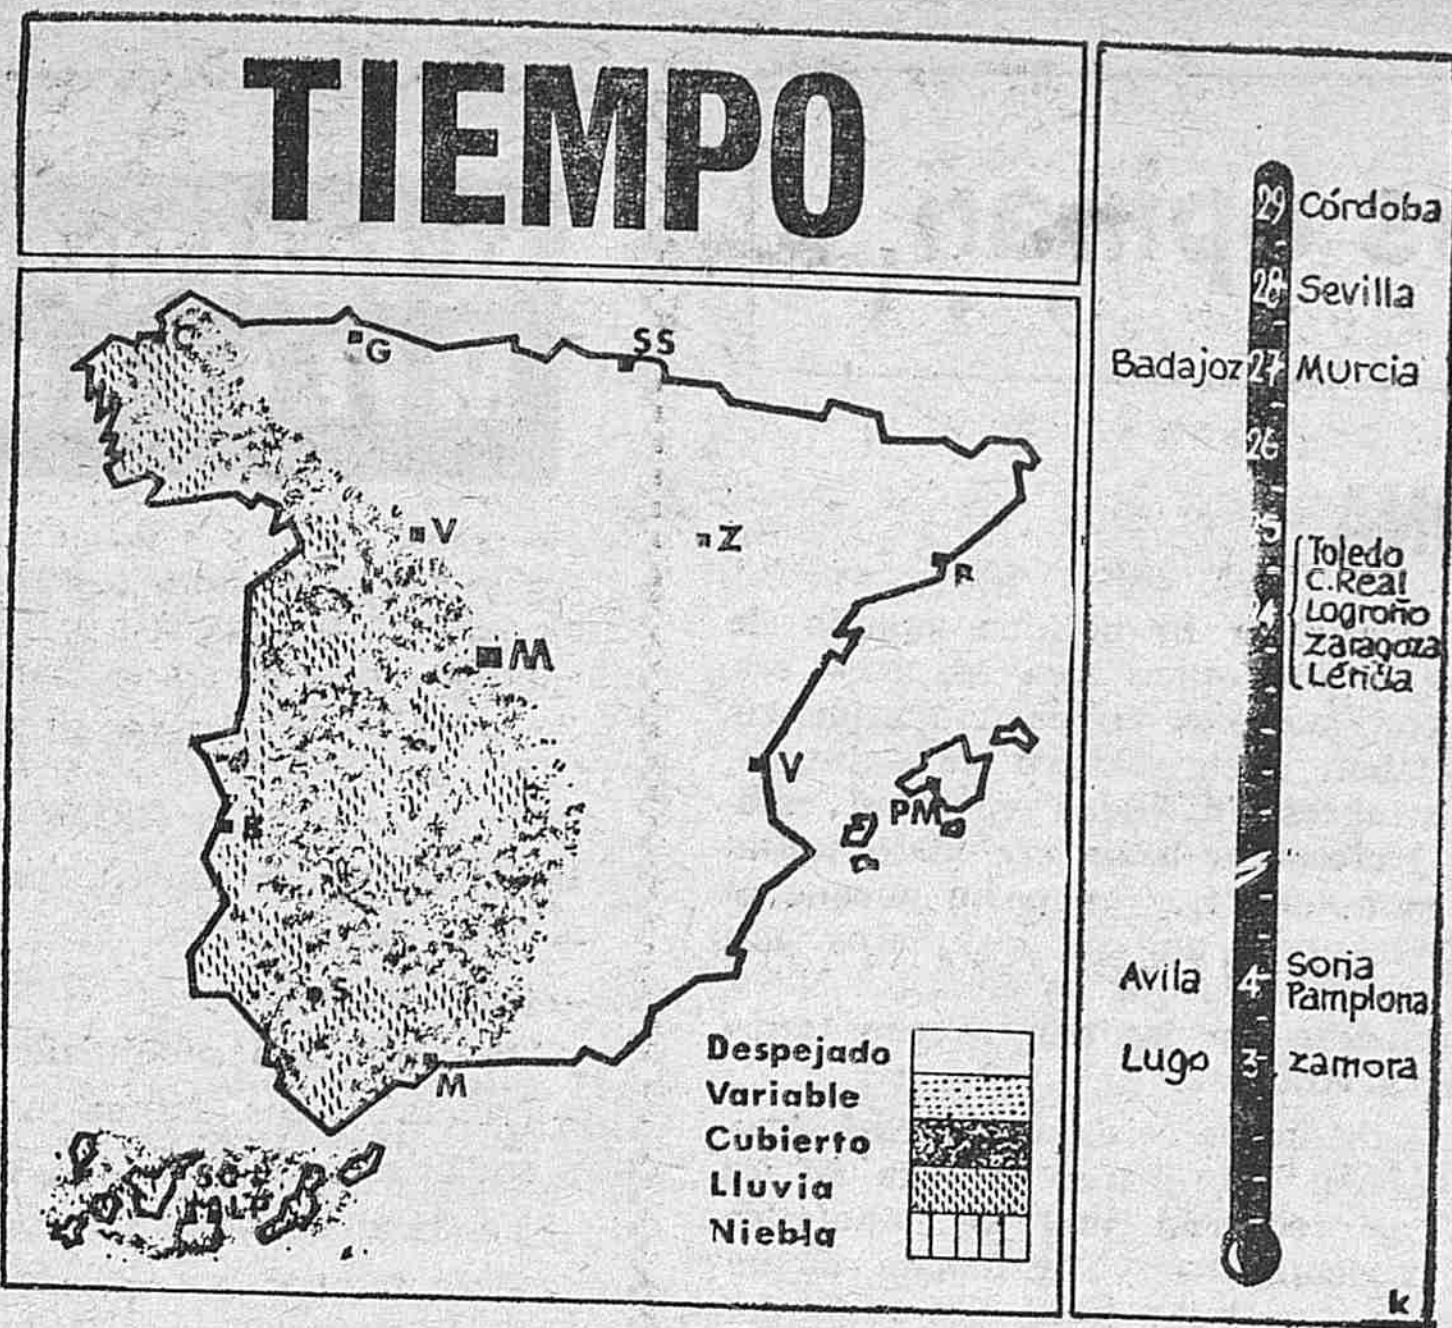 TIEMPO
C
G
SS
V
Z
M
V
PM
B
S
M
LP
Despejado
Variable
Cubierto
Lluvia
Niebla
29 Córdoba
28 Sevilla
Badajoz 27 Murcia
26
Toledo
C.Real
Logroño
Zaragoza
Lérida
Avila 4 Soria
Pamplona
Lugo 3 zamora
k